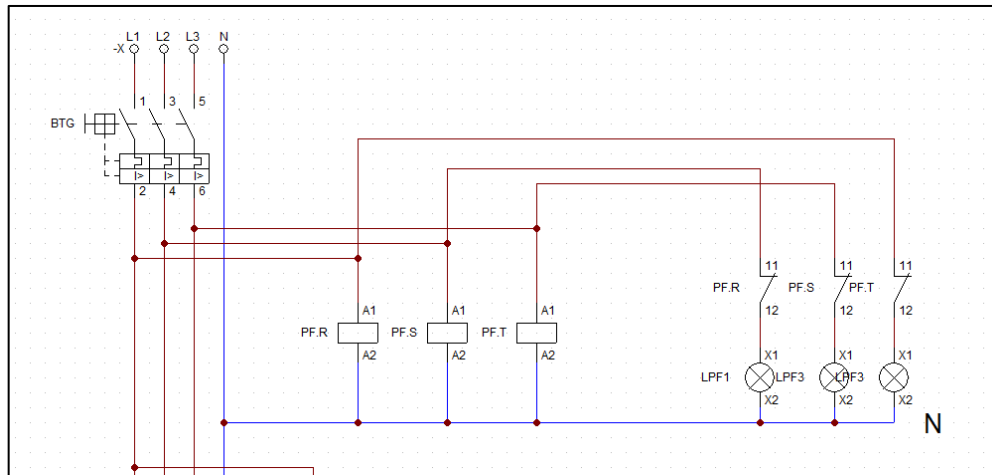 L1 L2 L3 N
-X
1 3 5
BTG
I> I> I>
2 4 6
11 11 11
PF.R PF.S PF.T
12 12 12
A1 A1 A1
PF.R PF.S PF.T
A2 A2 A2
X1 X1 X1
LPF1 LPF3 LPF3
X2 X2 X2
N